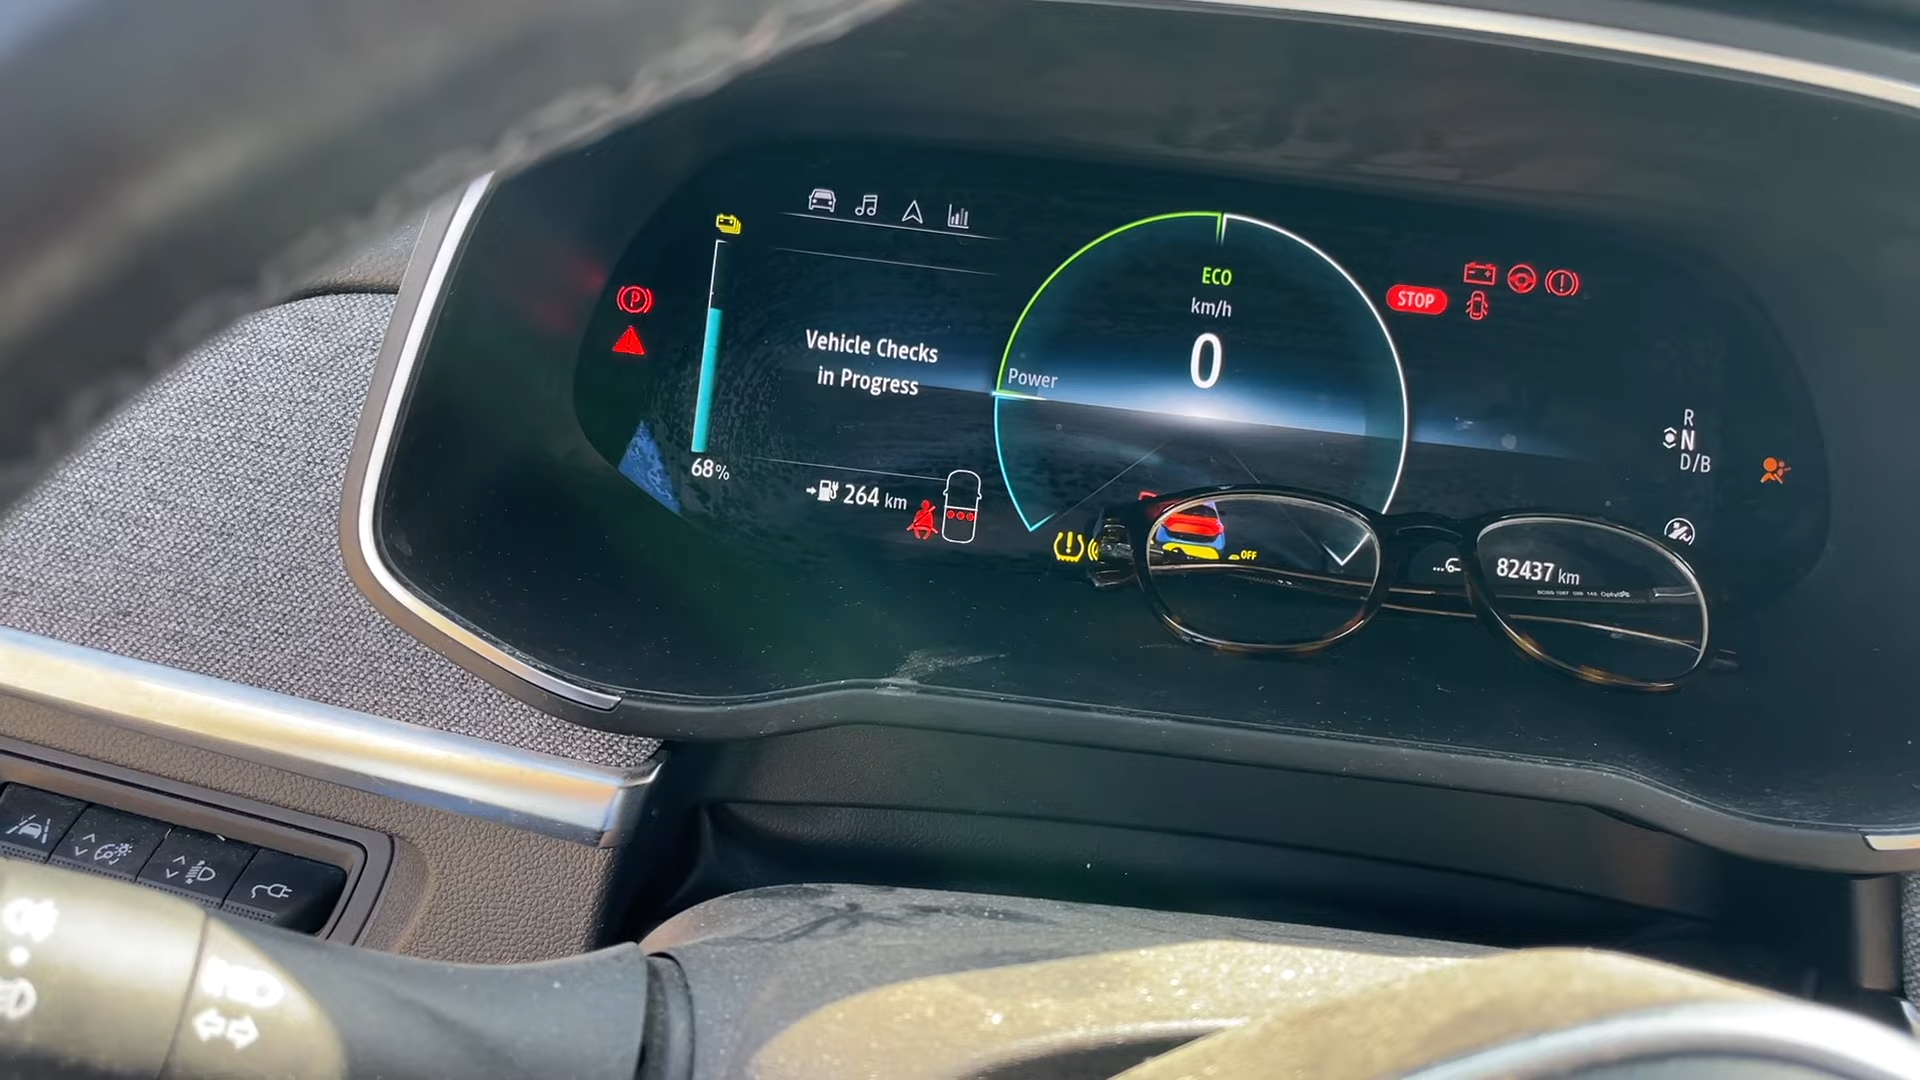 ECO
km/h
0
STOP
Vehicle Checks
in Progress
Power
R
N
D/B
68%
264 km
OFF
82437 km